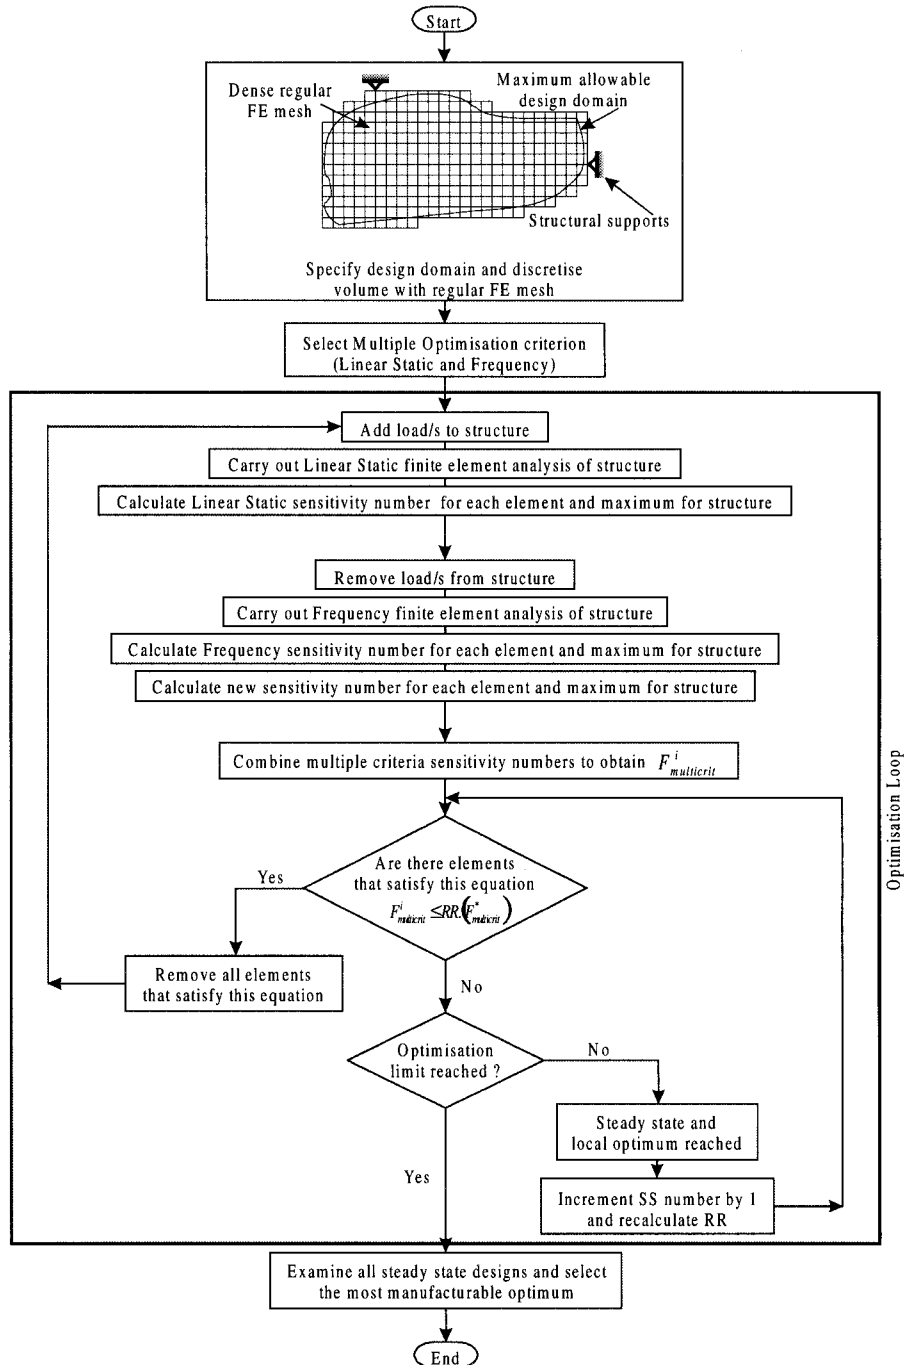 Start
Dense regular
FE mesh
Maximum allowable
design domain
Structural supports
Specify design domain and discretise
volume with regular FE mesh
Select Multiple Optimisation criterion
(Linear Static and Frequency)
Add load/s to structure
Carry out Linear Static finite element analysis of structure
Calculate Linear Static sensitivity number for each element and maximum for structure
Remove load/s from structure
Carry out Frequency finite element analysis of structure
Calculate Frequency sensitivity number for each element and maximum for structure
Calculate new sensitivity number for each element and maximum for structure
Combine multiple criteria sensitivity numbers to obtain F^i_multicrit
Optimisation Loop
Are there elements
that satisfy this equation
F^i_multicrit ≤RR.(F^*_multicrit)
Yes
Remove all elements
that satisfy this equation
No
Optimisation
limit reached ?
No
Steady state and
local optimum reached
Yes
Increment SS number by 1
and recalculate RR
Examine all steady state designs and select
the most manufacturable optimum
End